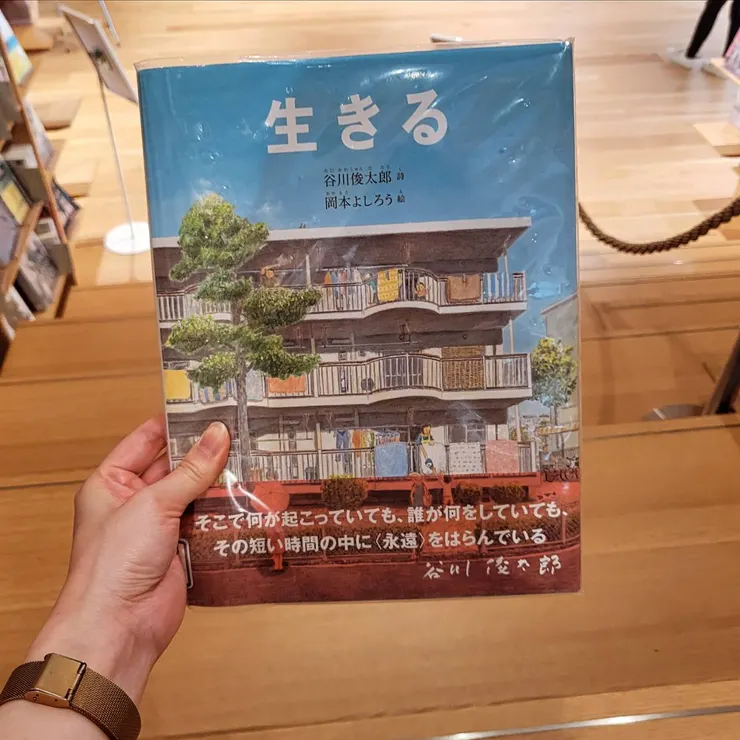 生きる
谷川俊太郎 詩
岡本よしろう 絵
そこで何が起こっていても、誰が何をしていても、
その短い時間の中に〈永遠〉をはらんでいる
谷川俊太郎